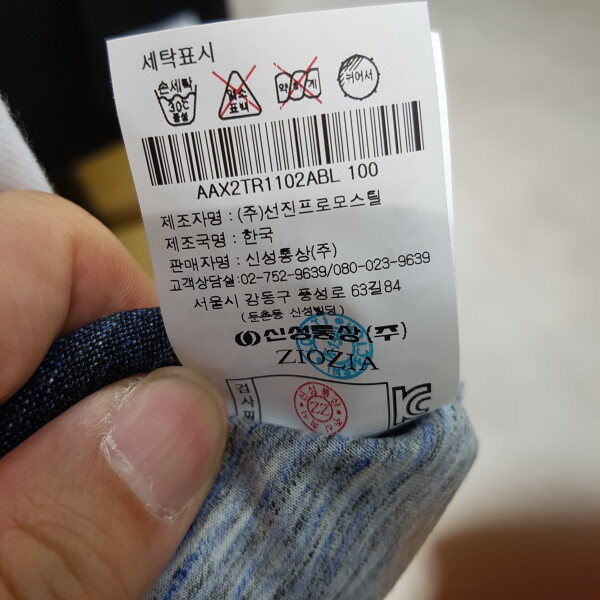 세탁표시
손세탁 30℃ 중성
염소 표백
약하게
뉘어서
AAX2TR1102ABL 100
제조자명 : (주)선진프로모스틸
제조국명 : 한국
판매자명 : 신성통상(주)
고객상담실:02-752-9639/080-023-9639
서울시 강동구 풍성로 63길84
(둔촌동 신성빌딩)
신성통상(주)
ZIOZIA
검사필
ZZ